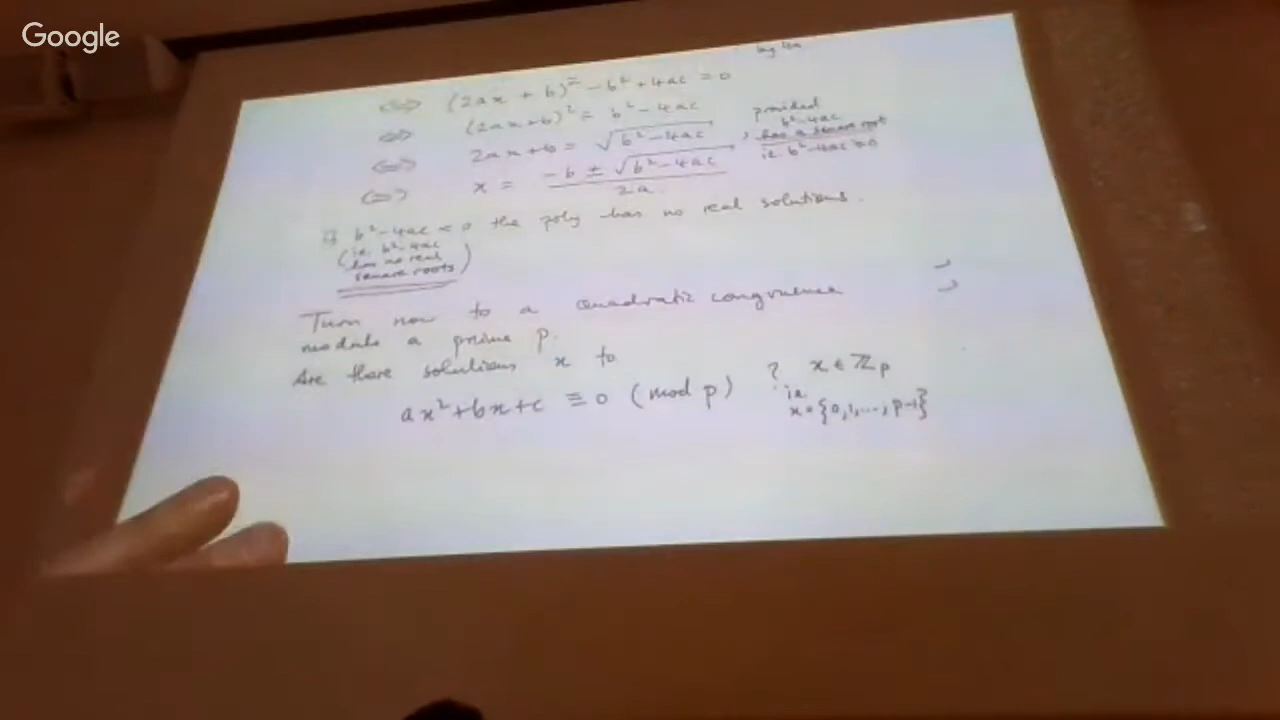 Google
⇔ (2ax + b)² - b² + 4ac = 0
⇔ (2ax+b)² = b² - 4ac
⇔ 2ax+b = √b²-4ac , provided b²-4ac has a square root
⇔ x = -b ± √b²-4ac / 2a ie b²-4ac ≥0
if b²-4ac < 0 the poly has no real solutions.
(ie. b²-4ac
has no real
square roots)
Turn now to a quadratic congruence
modulo a prime p.
Are there solutions x to
ax²+bx+c ≡ 0 (mod p) ? x ∈ ℤp
ie
x = {0,1,..., p-1}